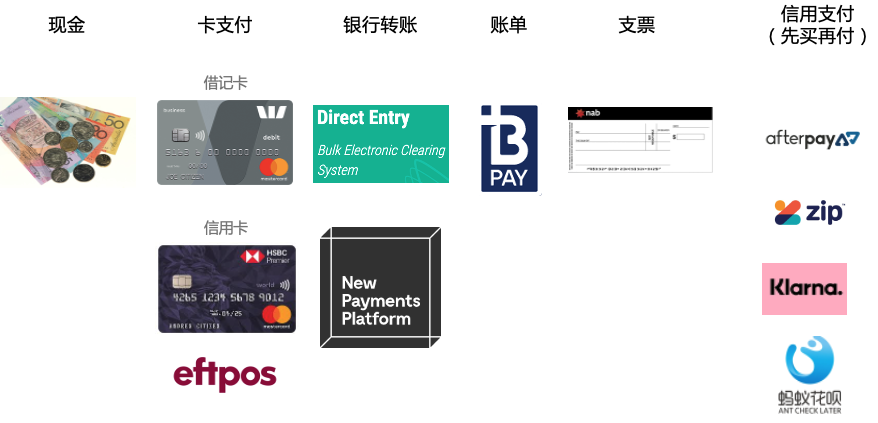 现金
卡支付
银行转账
账单
支票
信用支付
（先买再付）
借记卡
Business
debit
mastercard
信用卡
HSBC
Premier
world
4265 1234 5678 9012
mastercard
eftpos
Direct Entry
Bulk Electronic Clearing
System
New
Payments
Platform
B
PAY
nab
afterpay
zip
Klarna.
蚂蚁花呗
ANT CHECK LATER